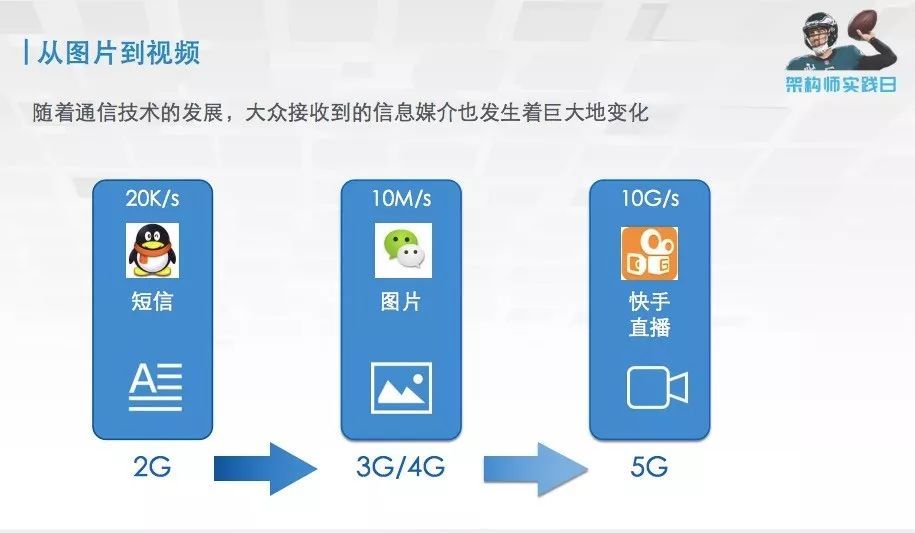 从图片到视频
架构师实践日
随着通信技术的发展，大众接收到的信息媒介也发生着巨大地变化
20K/s
短信
A
2G
10M/s
图片
3G/4G
10G/s
快手
直播
5G